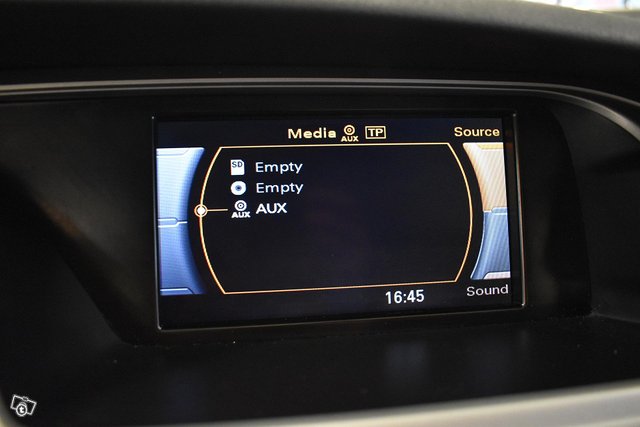 Media AUX TP
Source
SD Empty
Empty
AUX AUX
16:45
Sound